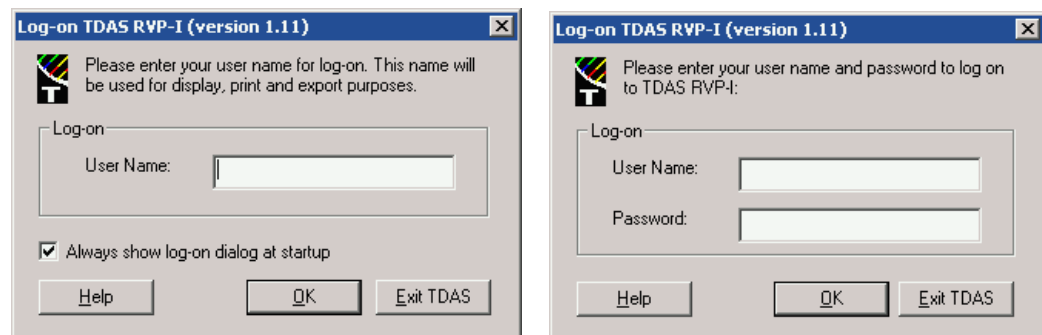 Log-on TDAS RVP-I (version 1.11)
Please enter your user name for log-on. This name will
be used for display, print and export purposes.
T
Log-on
User Name:
Always show log-on dialog at startup
Help
OK
Exit TDAS
Log-on TDAS RVP-I (version 1.11)
Please enter your user name and password to log on
to TDAS RVP-I:
T
Log-on
User Name:
Password:
Help
OK
Exit TDAS